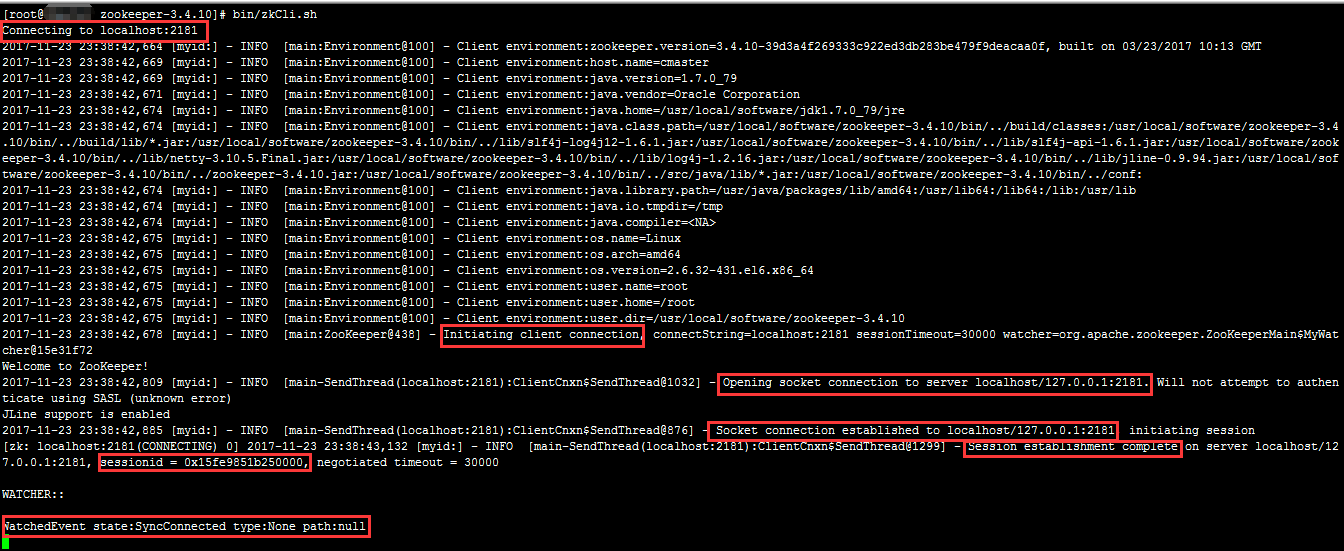 [root@ zookeeper-3.4.10]# bin/zkCli.sh
Connecting to localhost:2181
2017-11-23 23:38:42,664 [myid:] - INFO  [main:Environment@100] - Client environment:zookeeper.version=3.4.10-39d3a4f269333c922ed3db283be479f9deacaa0f, built on 03/23/2017 10:13 GMT
2017-11-23 23:38:42,669 [myid:] - INFO  [main:Environment@100] - Client environment:host.name=cmaster
2017-11-23 23:38:42,669 [myid:] - INFO  [main:Environment@100] - Client environment:java.version=1.7.0_79
2017-11-23 23:38:42,671 [myid:] - INFO  [main:Environment@100] - Client environment:java.vendor=Oracle Corporation
2017-11-23 23:38:42,674 [myid:] - INFO  [main:Environment@100] - Client environment:java.home=/usr/local/software/jdk1.7.0_79/jre
2017-11-23 23:38:42,674 [myid:] - INFO  [main:Environment@100] - Client environment:java.class.path=/usr/local/software/zookeeper-3.4.10/bin/../build/classes:/usr/local/software/zookeeper-3.4
.10/bin/../build/lib/*.jar:/usr/local/software/zookeeper-3.4.10/bin/../lib/slf4j-log4j12-1.6.1.jar:/usr/local/software/zookeeper-3.4.10/bin/../lib/slf4j-api-1.6.1.jar:/usr/local/software/zook
eeper-3.4.10/bin/../lib/netty-3.10.5.Final.jar:/usr/local/software/zookeeper-3.4.10/bin/../lib/log4j-1.2.16.jar:/usr/local/software/zookeeper-3.4.10/bin/../lib/jline-0.9.94.jar:/usr/local/sof
tware/zookeeper-3.4.10/bin/../zookeeper-3.4.10.jar:/usr/local/software/zookeeper-3.4.10/bin/../src/java/lib/*.jar:/usr/local/software/zookeeper-3.4.10/bin/../conf:
2017-11-23 23:38:42,674 [myid:] - INFO  [main:Environment@100] - Client environment:java.library.path=/usr/java/packages/lib/amd64:/usr/lib64:/lib64:/lib:/usr/lib
2017-11-23 23:38:42,674 [myid:] - INFO  [main:Environment@100] - Client environment:java.io.tmpdir=/tmp
2017-11-23 23:38:42,674 [myid:] - INFO  [main:Environment@100] - Client environment:java.compiler=<NA>
2017-11-23 23:38:42,675 [myid:] - INFO  [main:Environment@100] - Client environment:os.name=Linux
2017-11-23 23:38:42,675 [myid:] - INFO  [main:Environment@100] - Client environment:os.arch=amd64
2017-11-23 23:38:42,675 [myid:] - INFO  [main:Environment@100] - Client environment:os.version=2.6.32-431.el6.x86_64
2017-11-23 23:38:42,675 [myid:] - INFO  [main:Environment@100] - Client environment:user.name=root
2017-11-23 23:38:42,675 [myid:] - INFO  [main:Environment@100] - Client environment:user.home=/root
2017-11-23 23:38:42,675 [myid:] - INFO  [main:Environment@100] - Client environment:user.dir=/usr/local/software/zookeeper-3.4.10
2017-11-23 23:38:42,678 [myid:] - INFO  [main:ZooKeeper@438] - Initiating client connection, connectString=localhost:2181 sessionTimeout=30000 watcher=org.apache.zookeeper.ZooKeeperMain$MyWat
cher@15e31f72
Welcome to ZooKeeper!
2017-11-23 23:38:42,809 [myid:] - INFO  [main-SendThread(localhost:2181):ClientCnxn$SendThread@1032] - Opening socket connection to server localhost/127.0.0.1:2181. Will not attempt to authen
ticate using SASL (unknown error)
JLine support is enabled
2017-11-23 23:38:42,885 [myid:] - INFO  [main-SendThread(localhost:2181):ClientCnxn$SendThread@876] - Socket connection established to localhost/127.0.0.1:2181 initiating session
[zk: localhost:2181(CONNECTING) 0] 2017-11-23 23:38:43,132 [myid:] - INFO  [main-SendThread(localhost:2181):ClientCnxn$SendThread@1299] - Session establishment complete on server localhost/12
7.0.0.1:2181, sessionid = 0x15fe9851b250000, negotiated timeout = 30000
WATCHER::
WatchedEvent state:SyncConnected type:None path:null